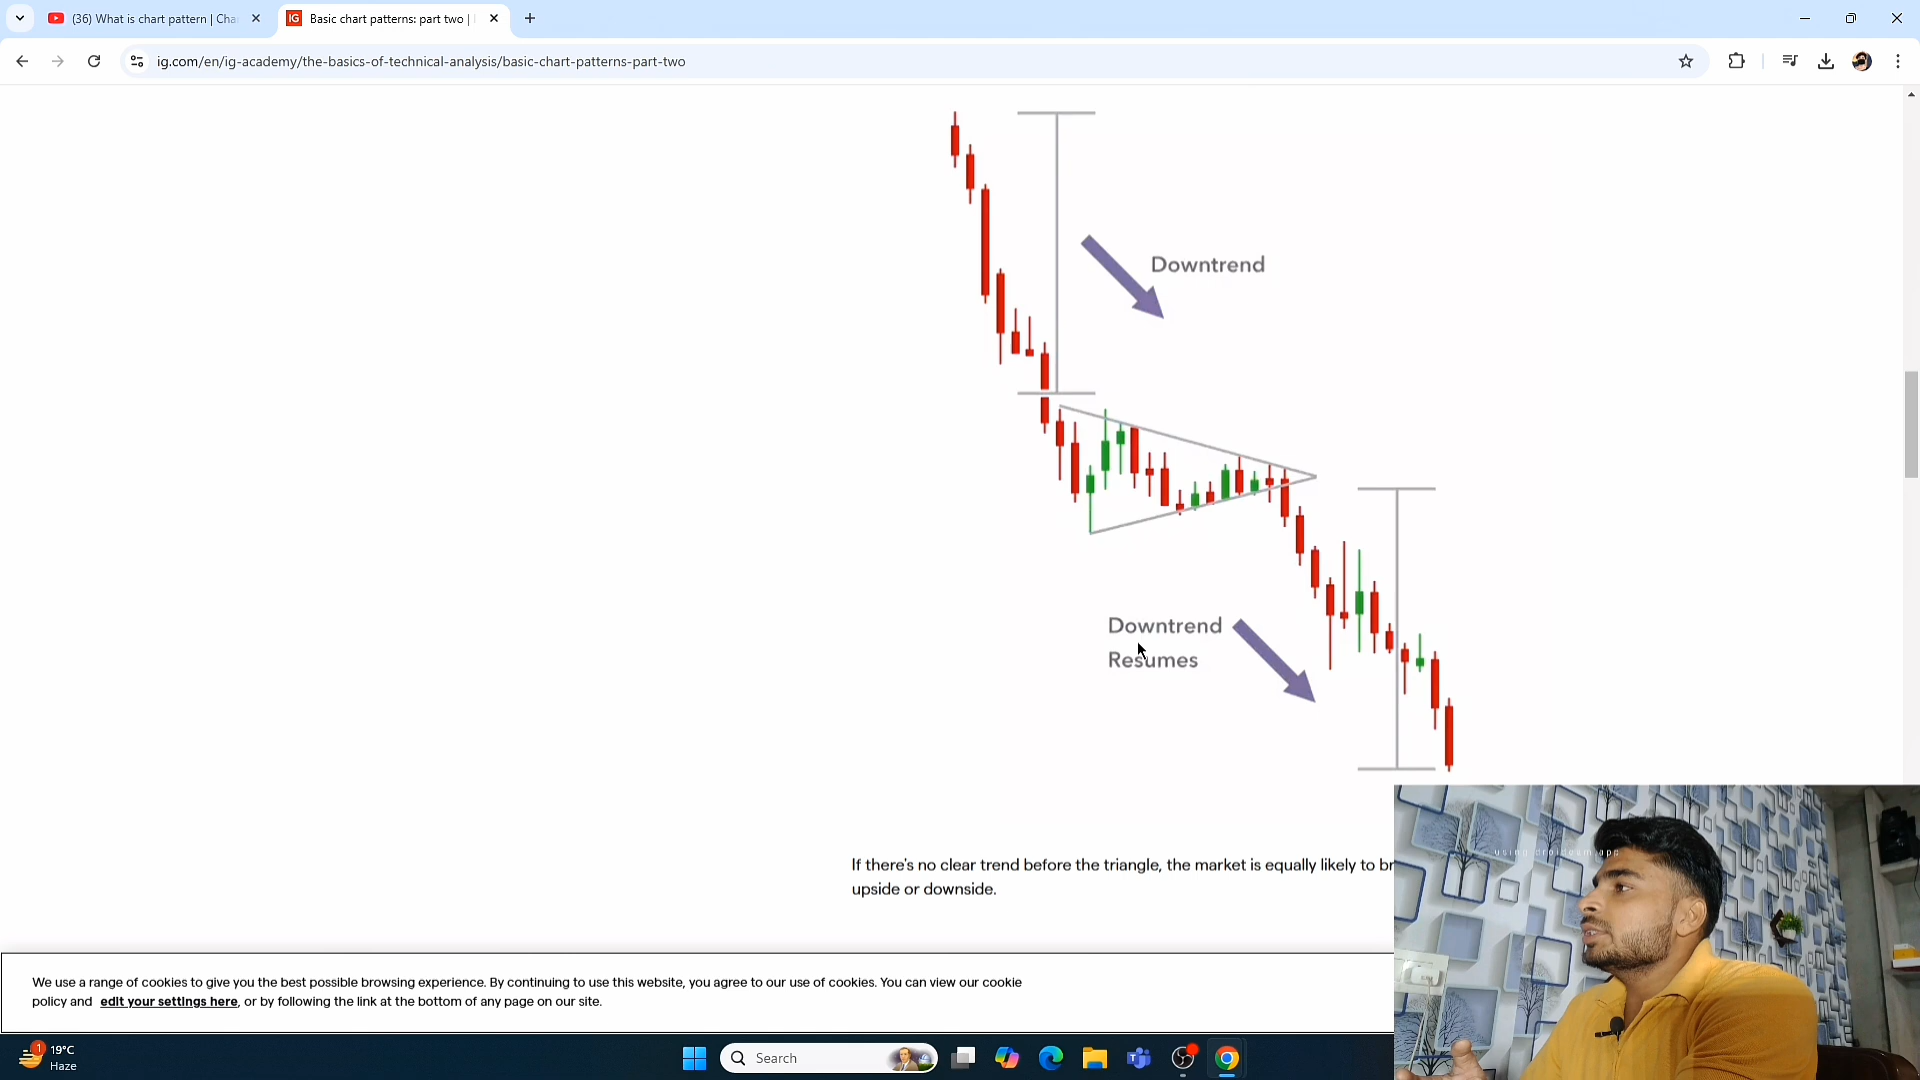 (36) What is chart pattern | Cha
IG Basic chart patterns: part two |
ig.com/en/ig-academy/the-basics-of-technical-analysis/basic-chart-patterns-part-two
Downtrend
Downtrend
Resumes
If there's no clear trend before the triangle, the market is equally likely to br
upside or downside.
using droidcam app
We use a range of cookies to give you the best possible browsing experience. By continuing to use this website, you agree to our use of cookies. You can view our cookie
policy and edit your settings here, or by following the link at the bottom of any page on our site.
1
19°C
Haze
Search